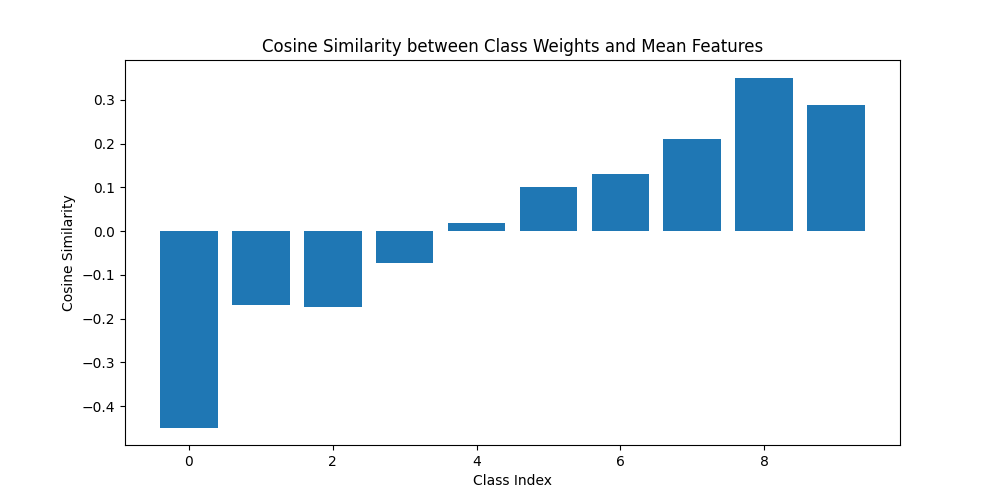 Cosine Similarity between Class Weights and Mean Features
0.3
0.2
0.1
0.0
−0.1
−0.2
−0.3
−0.4
Cosine Similarity
0 2 4 6 8
Class Index